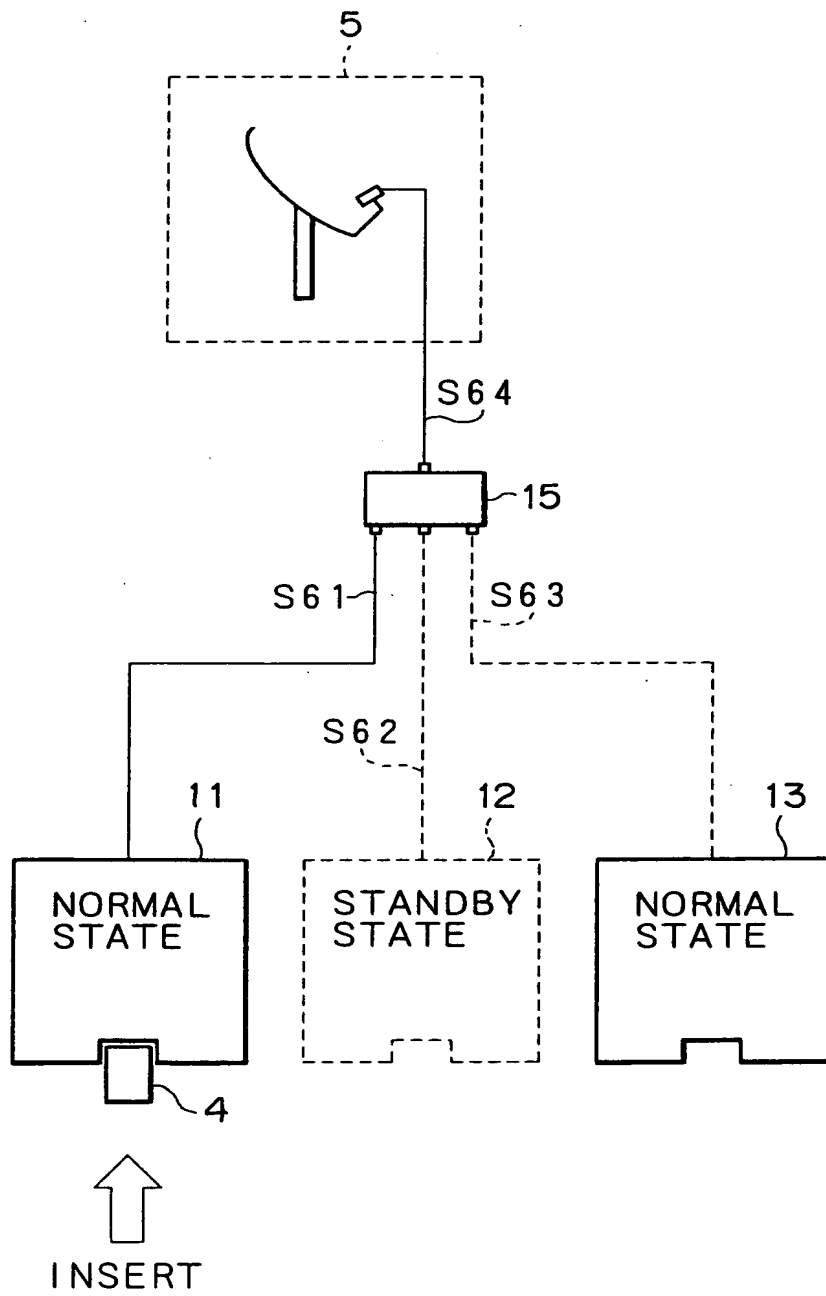 5
S64
15
S61
S63
S62
11
12
13
NORMAL
STATE
STANDBY
STATE
NORMAL
STATE
4
INSERT